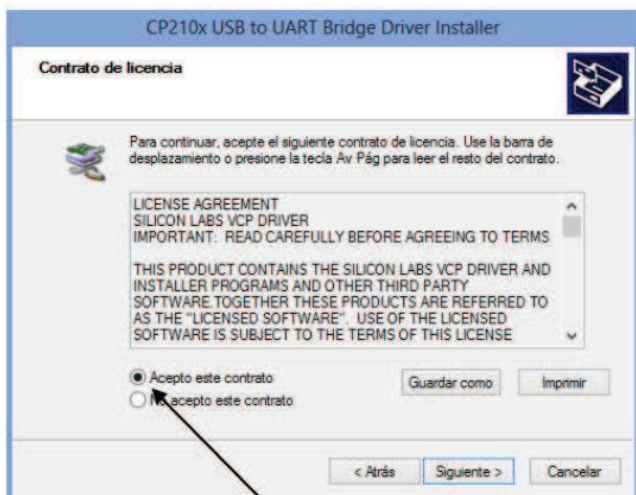 CP210x USB to UART Bridge Driver Installer
Contrato de licencia
Para continuar, acepte el siguiente contrato de licencia. Use la barra de
desplazamiento o presione la tecla Av Pág para leer el resto del contrato.
LICENSE AGREEMENT
SILICON LABS VCP DRIVER
IMPORTANT: READ CAREFULLY BEFORE AGREEING TO TERMS
THIS PRODUCT CONTAINS THE SILICON LABS VCP DRIVER AND
INSTALLER PROGRAMS AND OTHER THIRD PARTY
SOFTWARE.TOGETHER THESE PRODUCTS ARE REFERRED TO
AS THE "LICENSED SOFTWARE". USE OF THE LICENSED
SOFTWARE IS SUBJECT TO THE TERMS OF THIS LICENSE
Acepto este contrato
No acepto este contrato
Guardar como
Imprimir
< Atrás
Siguiente >
Cancelar